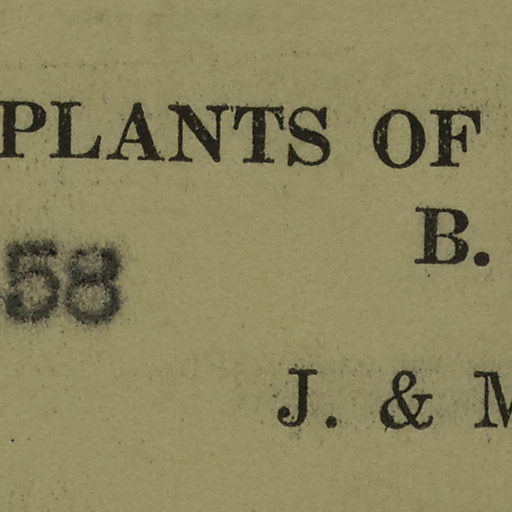 PLANTS OF
B.
58
J. & M